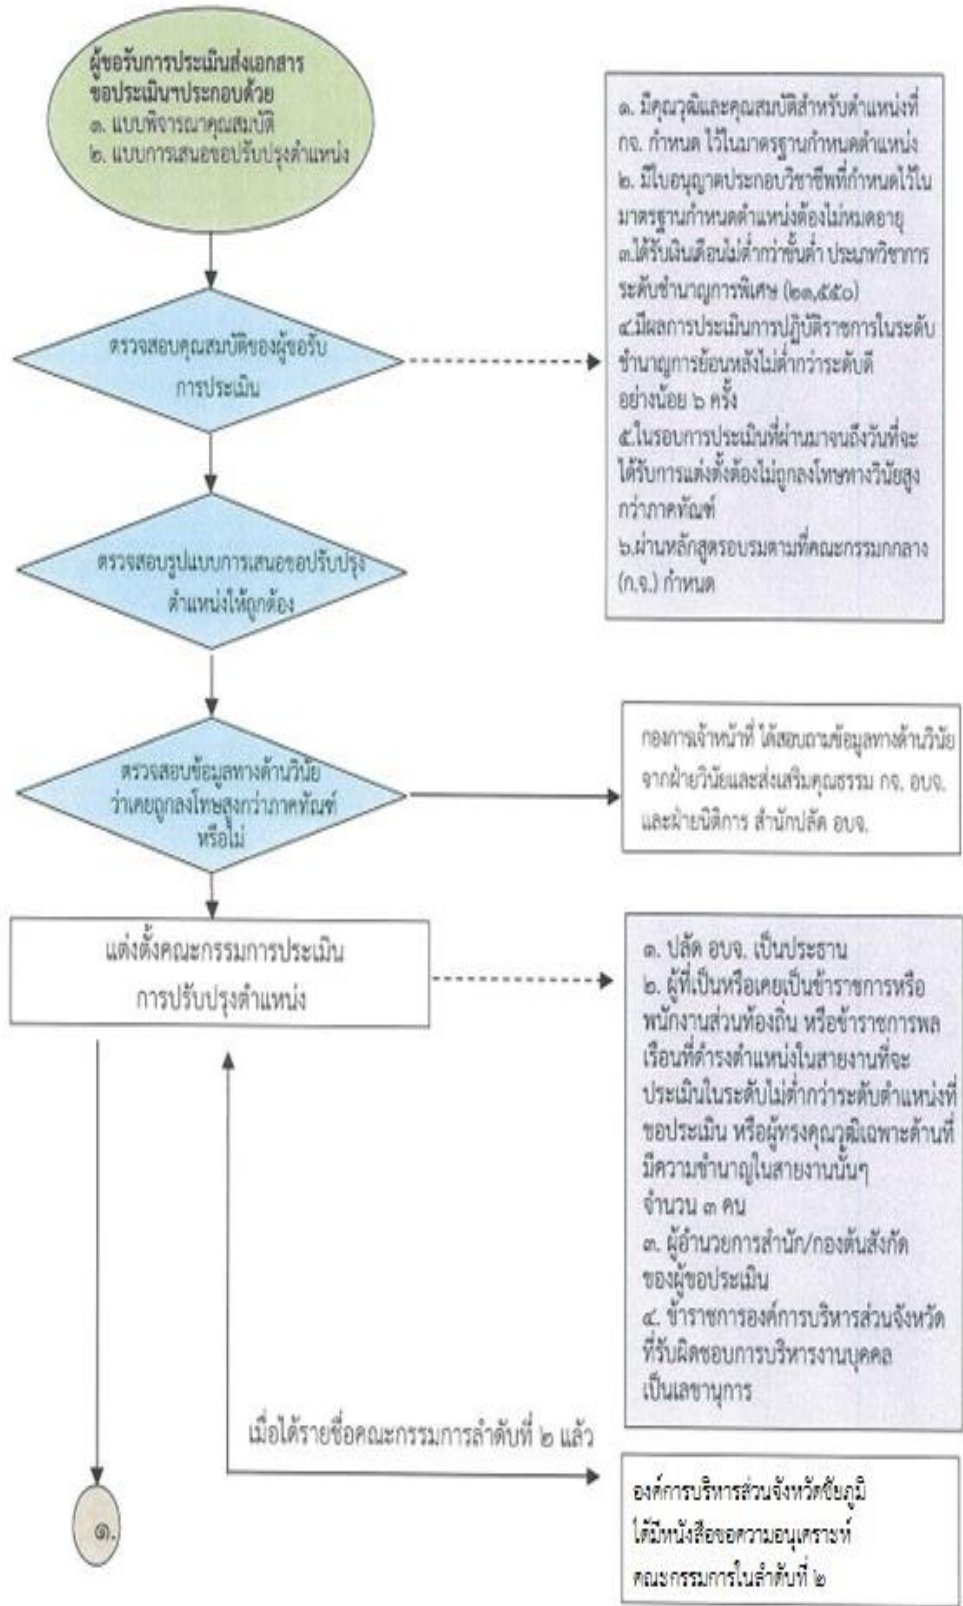 ผู้ขอรับการประเมินส่งเอกสาร
ขอประเมินฯประกอบด้วย
๑. แบบพิจารณาคุณสมบัติ
๒. แบบการเสนอขอปรับปรุงตำแหน่ง
๑. มีคุณวุฒิและคุณสมบัติสำหรับตำแหน่งที่
กจ. กำหนด ไว้ในมาตรฐานกำหนดตำแหน่ง
๒. มีใบอนุญาตประกอบวิชาชีพที่กำหนดไว้ใน
มาตรฐานกำหนดตำแหน่งต้องไม่หมดอายุ
๓.ได้รับเงินเดือนไม่ต่ำกว่าขั้นต่ำ ประเภทวิชาการ
ระดับชำนาญการพิเศษ (๒๑,๕๕๐)
๔.มีผลการประเมินการปฏิบัติราชการในระดับ
ชำนาญการย้อนหลังไม่ต่ำกว่าระดับดี
อย่างน้อย ๖ ครั้ง
๕.ในรอบการประเมินที่ผ่านมาจนถึงวันที่จะ
ได้รับการแต่งตั้งต้องไม่ถูกลงโทษทางวินัยสูง
กว่าภาคทัณฑ์
๖.ผ่านหลักสูตรอบรมตามที่คณะกรรมกกลาง
(ก.จ.) กำหนด
ตรวจสอบคุณสมบัติของผู้ขอรับ
การประเมิน
ตรวจสอบรูปแบบการเสนอขอปรับปรุง
ตำแหน่งให้ถูกต้อง
ตรวจสอบข้อมูลทางด้านวินัย
ว่าเคยถูกลงโทษสูงกว่าภาคทัณฑ์
หรือไม่
กองการเจ้าหน้าที่ ได้สอบถามข้อมูลทางด้านวินัย
จากฝ่ายวินัยและส่งเสริมคุณธรรม กจ. อบจ.
และฝ่ายนิติการ สำนักปลัด อบจ.
แต่งตั้งคณะกรรมการประเมิน
การปรับปรุงตำแหน่ง
๑. ปลัด อบจ. เป็นประธาน
๒. ผู้ที่เป็นหรือเคยเป็นข้าราชการหรือ
พนักงานส่วนท้องถิ่น หรือข้าราชการพล
เรือนที่ดำรงตำแหน่งในสายงานที่จะ
ประเมินในระดับไม่ต่ำกว่าระดับตำแหน่งที่
ขอประเมิน หรือผู้ทรงคุณวุฒิเฉพาะด้านที่
มีความชำนาญในสายงานนั้นๆ
จำนวน ๓ คน
๓. ผู้อำนวยการสำนัก/กองต้นสังกัด
ของผู้ขอประเมิน
๔. ข้าราชการองค์การบริหารส่วนจังหวัด
ที่รับผิดชอบการบริหารงานบุคคล
เป็นเลขานุการ
เมื่อได้รายชื่อคณะกรรมการลำดับที่ ๒ แล้ว
องค์การบริหารส่วนจังหวัดชัยภูมิ
ได้มีหนังสือขอความอนุเคราะห์
คณะกรรมการในลำดับที่ ๒
๑.